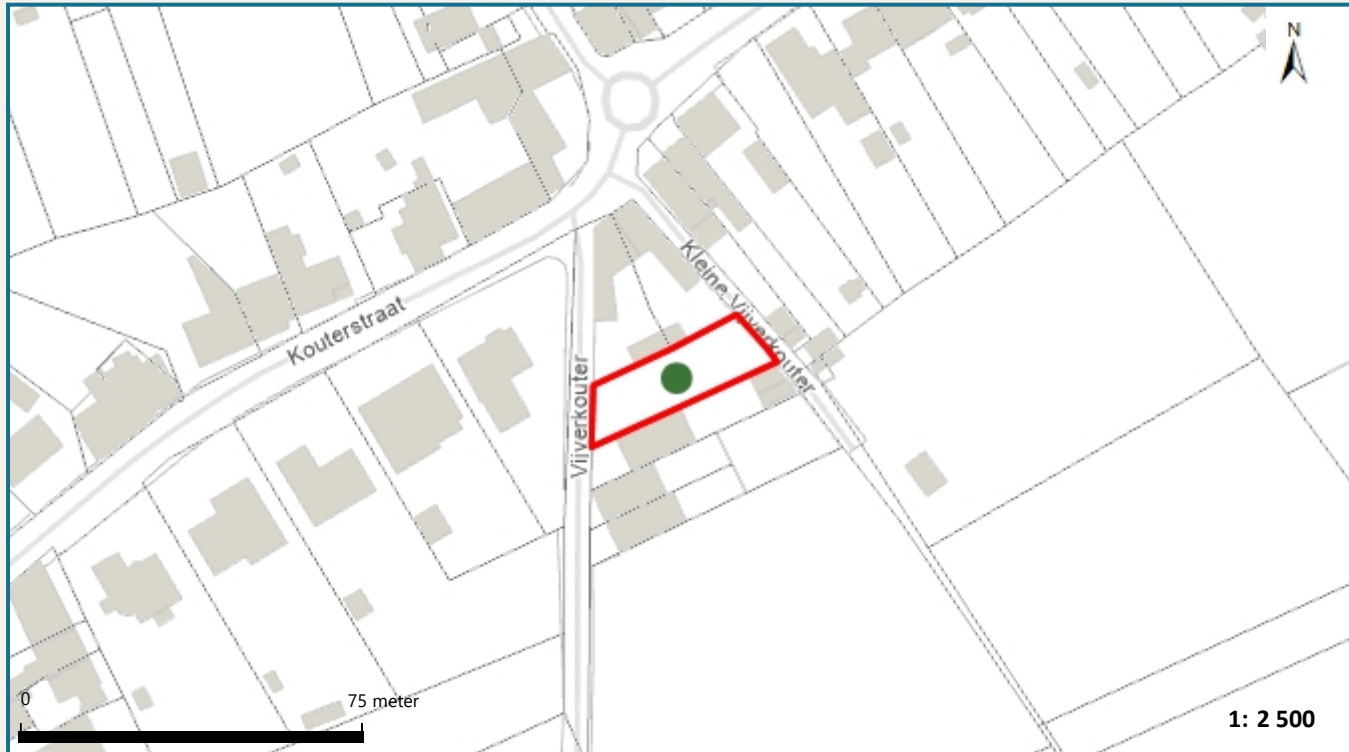 N
Kleine Vijverkouter
Kouterstraat
Vijverkouter
0
75 meter
1: 2 500